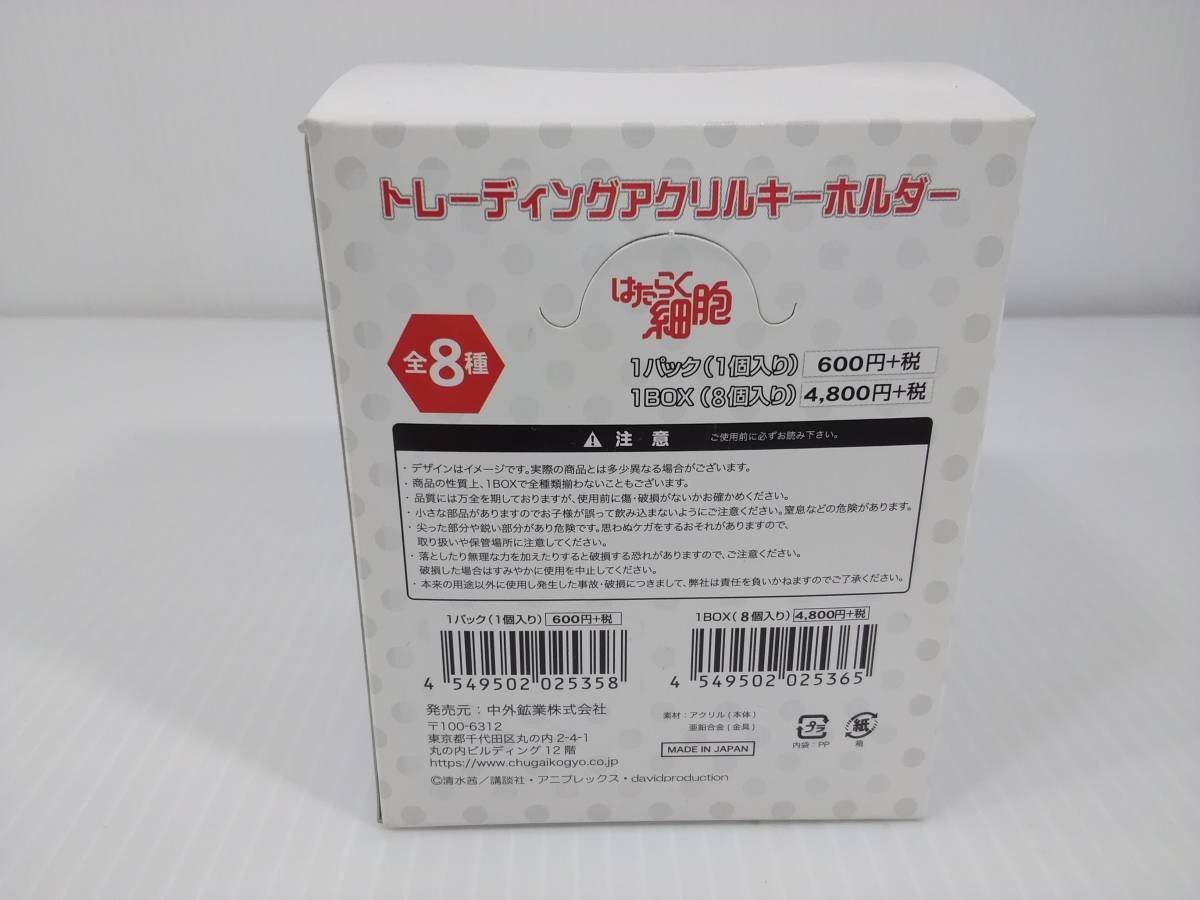 トレーディングアクリルキーホルダー
はたらく
細胞
全8種
1パック(1個入り) 600円+税
1BOX(8個入り) 4,800円+税
注意 ご使用前に必ずお読み下さい。
・デザインはイメージです。実際の商品とは多少異なる場合がございます。
・商品の性質上、1BOXで全種類揃わないこともございます。
・品質には万全を期しておりますが、使用前に傷・破損がないかお確かめください。
・小さな部品がありますのでお子様が誤って飲み込まないようにご注意ください。窒息などの危険があります。
・尖った部分や鋭い部分があり危険です。思わぬケガをするおそれがありますので、
取り扱いや保管場所に注意してください。
・落としたり無理な力を加えたりすると破損する恐れがありますので、ご注意ください。
破損した場合はすみやかに使用を中止してください。
・本来の用途以外に使用し発生した事故・破損につきまして、弊社は責任を負いかねますのでご了承ください。
1パック(1個入り) 600円+税
4 549502 025358
1BOX(8個入り) 4,800円+税
4 549502 025365
発売元:中外鉱業株式会社
〒100-6312
東京都千代田区丸の内2-4-1
丸の内ビルディング12階
https://www.chugaikogyo.co.jp
©清水茜/講談社・アニプレックス・davidproduction
素材:アクリル(本体)
亜鉛合金(金具)
MADE IN JAPAN
プラ
内袋:PP
紙
箱